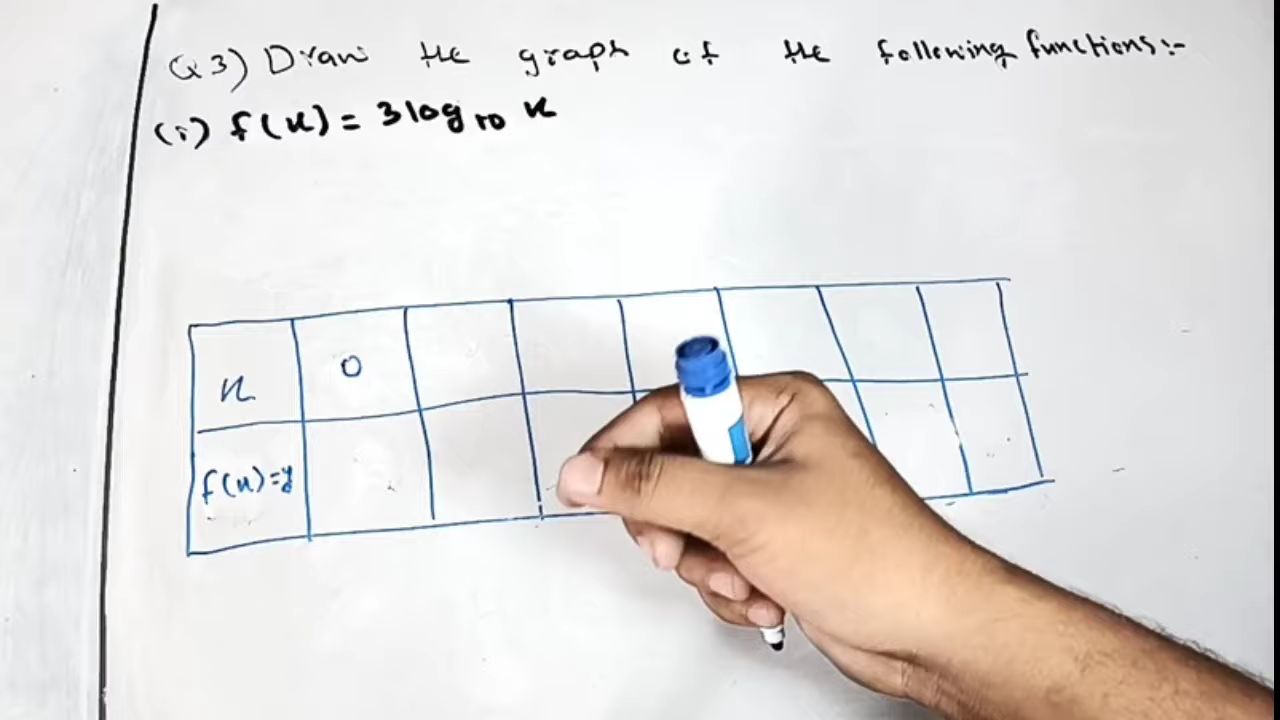 Q3) Draw the graph of the following functions:-
(i) f(x) = 3log10 x
x 0
f(x)=y